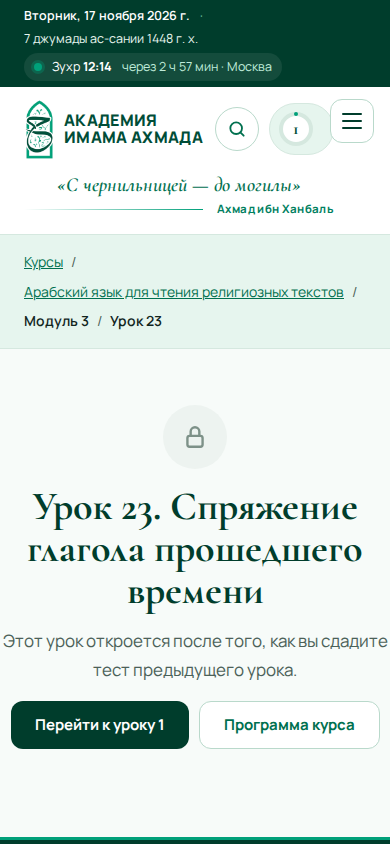 Вторник, 17 ноября 2026 г. ·
7 джумады ас-сании 1448 г. х.
Зухр 12:14 через 2 ч 57 мин · Москва
АКАДЕМИЯ
ИМАМА АХМАДА
1
«С чернильницей — до могилы»
Ахмад ибн Ханбаль
Курсы /
Арабский язык для чтения религиозных текстов /
Модуль 3 / Урок 23
Урок 23. Спряжение
глагола прошедшего
времени
Этот урок откроется после того, как вы сдадите
тест предыдущего урока.
Перейти к уроку 1
Программа курса